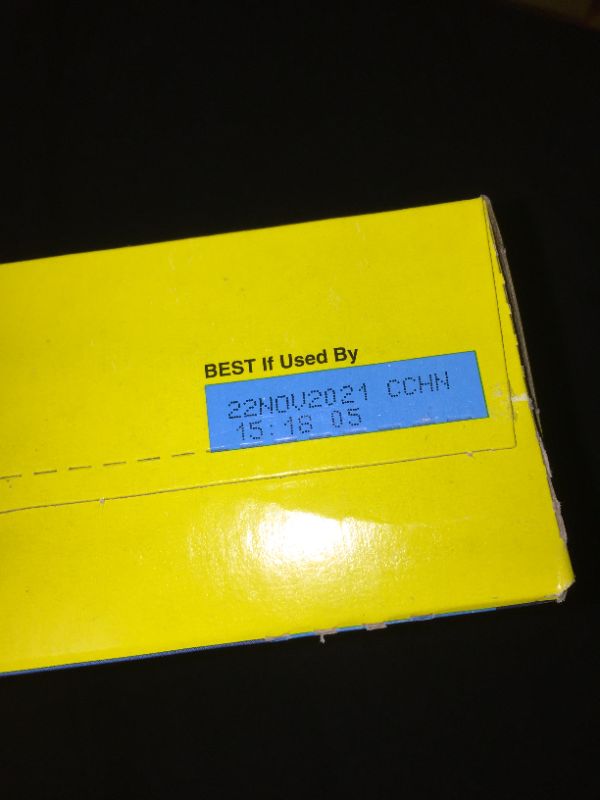 BEST If Used By
22NOV2021 CCHN
15:18 05